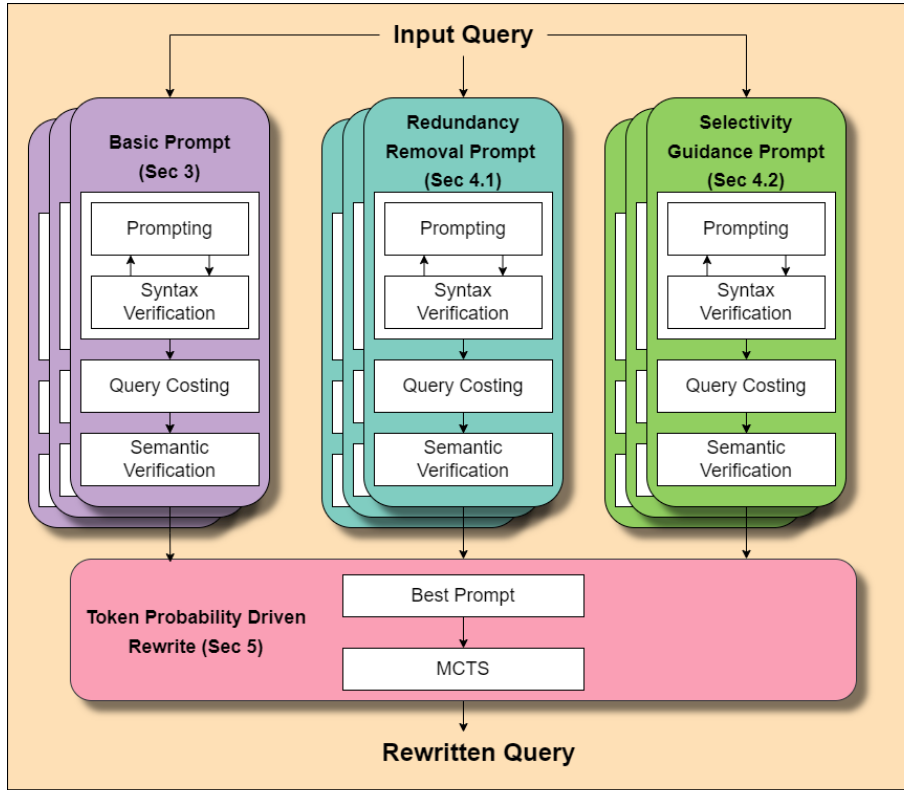 Input Query
Basic Prompt
(Sec 3)
Prompting
Syntax
Verification
Query Costing
Semantic
Verification
Redundancy
Removal Prompt
(Sec 4.1)
Prompting
Syntax
Verification
Query Costing
Semantic
Verification
Selectivity
Guidance Prompt
(Sec 4.2)
Prompting
Syntax
Verification
Query Costing
Semantic
Verification
Token Probability Driven
Rewrite (Sec 5)
Best Prompt
MCTS
Rewritten Query